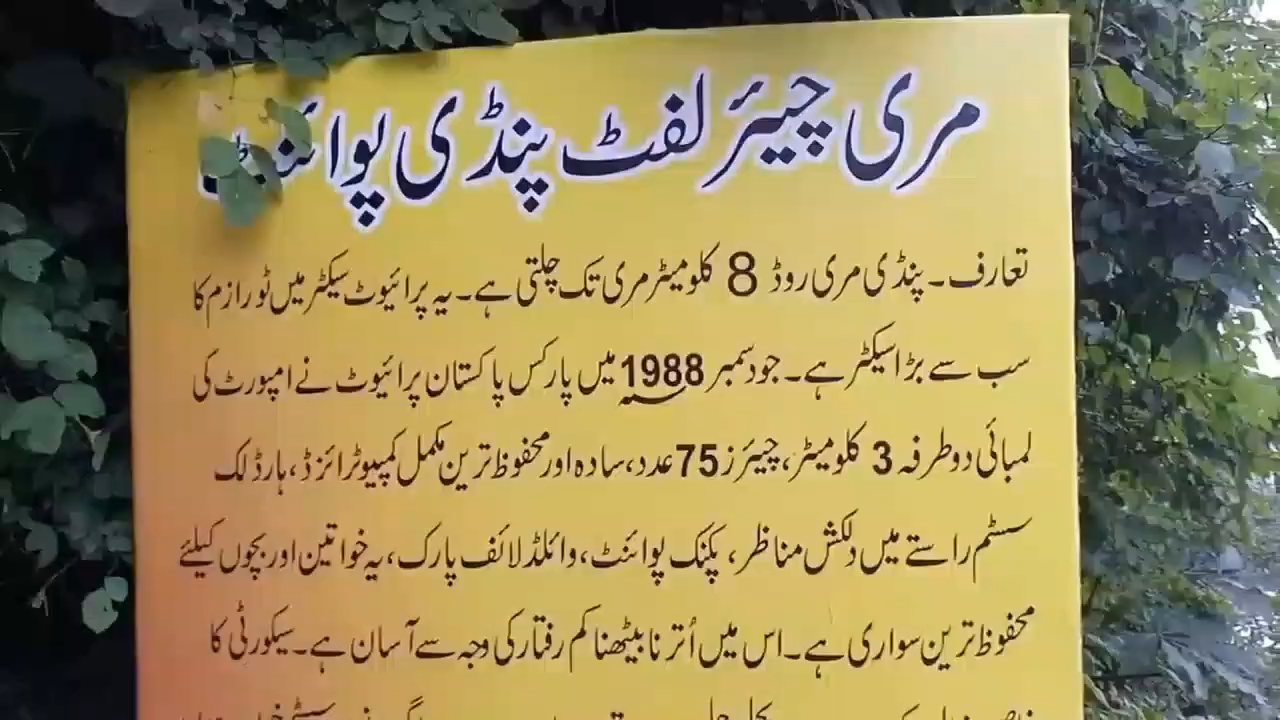 مری چیئر لفٹ پنڈی پوائنٹ
تعارف۔ پنڈی مری روڈ 8 کلومیٹر مری تک چلتی ہے۔ یہ پرائیوٹ سیکٹر میں ٹورازم کا
سب سے بڑا سیکٹر ہے۔ جو دسمبر 1988 میں پارکس پاکستان پرائیوٹ نے امپورٹ کی
لمبائی دو طرفہ 3 کلومیٹر، چیئرز 75 عدد، سادہ اور محفوظ ترین مکمل کمپیوٹرائزڈ، ہارڈ لک
سسٹم راستے میں دلکش مناظر، پکنک پوائنٹ، وائلڈ لائف پارک، یہ خواتین اور بچوں کیلئے
محفوظ ترین سواری ہے۔ اس میں اُترنا بیٹھنا کم رفتار کی وجہ سے آسان ہے۔ سیکورٹی کا